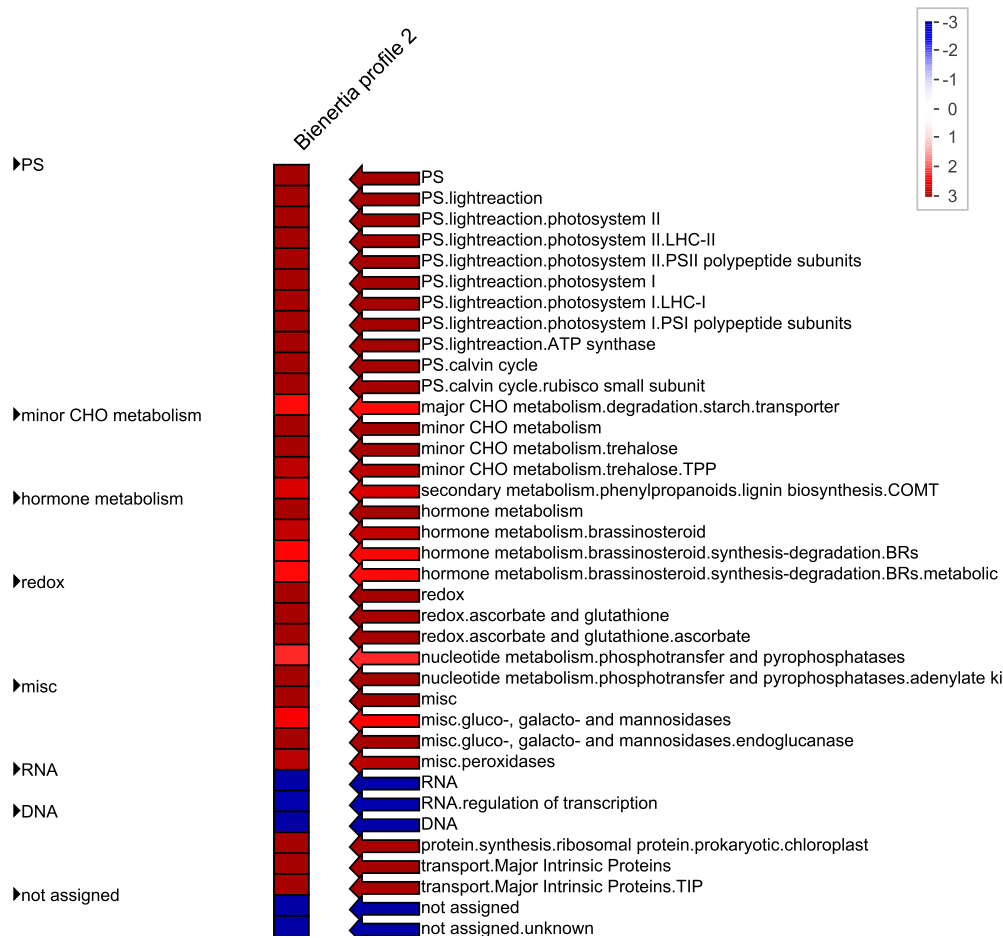 Bienertia profile 2
-3
-2
-1
0
1
2
3
PS
PS
PS.lightreaction
PS.lightreaction.photosystem II
PS.lightreaction.photosystem II.LHC-II
PS.lightreaction.photosystem II.PSII polypeptide subunits
PS.lightreaction.photosystem I
PS.lightreaction.photosystem I.LHC-I
PS.lightreaction.photosystem I.PSI polypeptide subunits
PS.lightreaction.ATP synthase
PS.calvin cycle
PS.calvin cycle.rubisco small subunit
major CHO metabolism.degradation.starch.transporter
minor CHO metabolism
minor CHO metabolism
minor CHO metabolism.trehalose
minor CHO metabolism.trehalose.TPP
secondary metabolism.phenylpropanoids.lignin biosynthesis.COMT
hormone metabolism
hormone metabolism
hormone metabolism.brassinosteroid
hormone metabolism.brassinosteroid.synthesis-degradation.BRs
hormone metabolism.brassinosteroid.synthesis-degradation.BRs.metabolic
redox
redox
redox.ascorbate and glutathione
redox.ascorbate and glutathione.ascorbate
nucleotide metabolism.phosphotransfer and pyrophosphatases
nucleotide metabolism.phosphotransfer and pyrophosphatases.adenylate ki
misc
misc
misc.gluco-, galacto- and mannosidases
misc.gluco-, galacto- and mannosidases.endoglucanase
misc.peroxidases
RNA
RNA
RNA.regulation of transcription
DNA
DNA
protein.synthesis.ribosomal protein.prokaryotic.chloroplast
transport.Major Intrinsic Proteins
transport.Major Intrinsic Proteins.TIP
not assigned
not assigned
not assigned.unknown